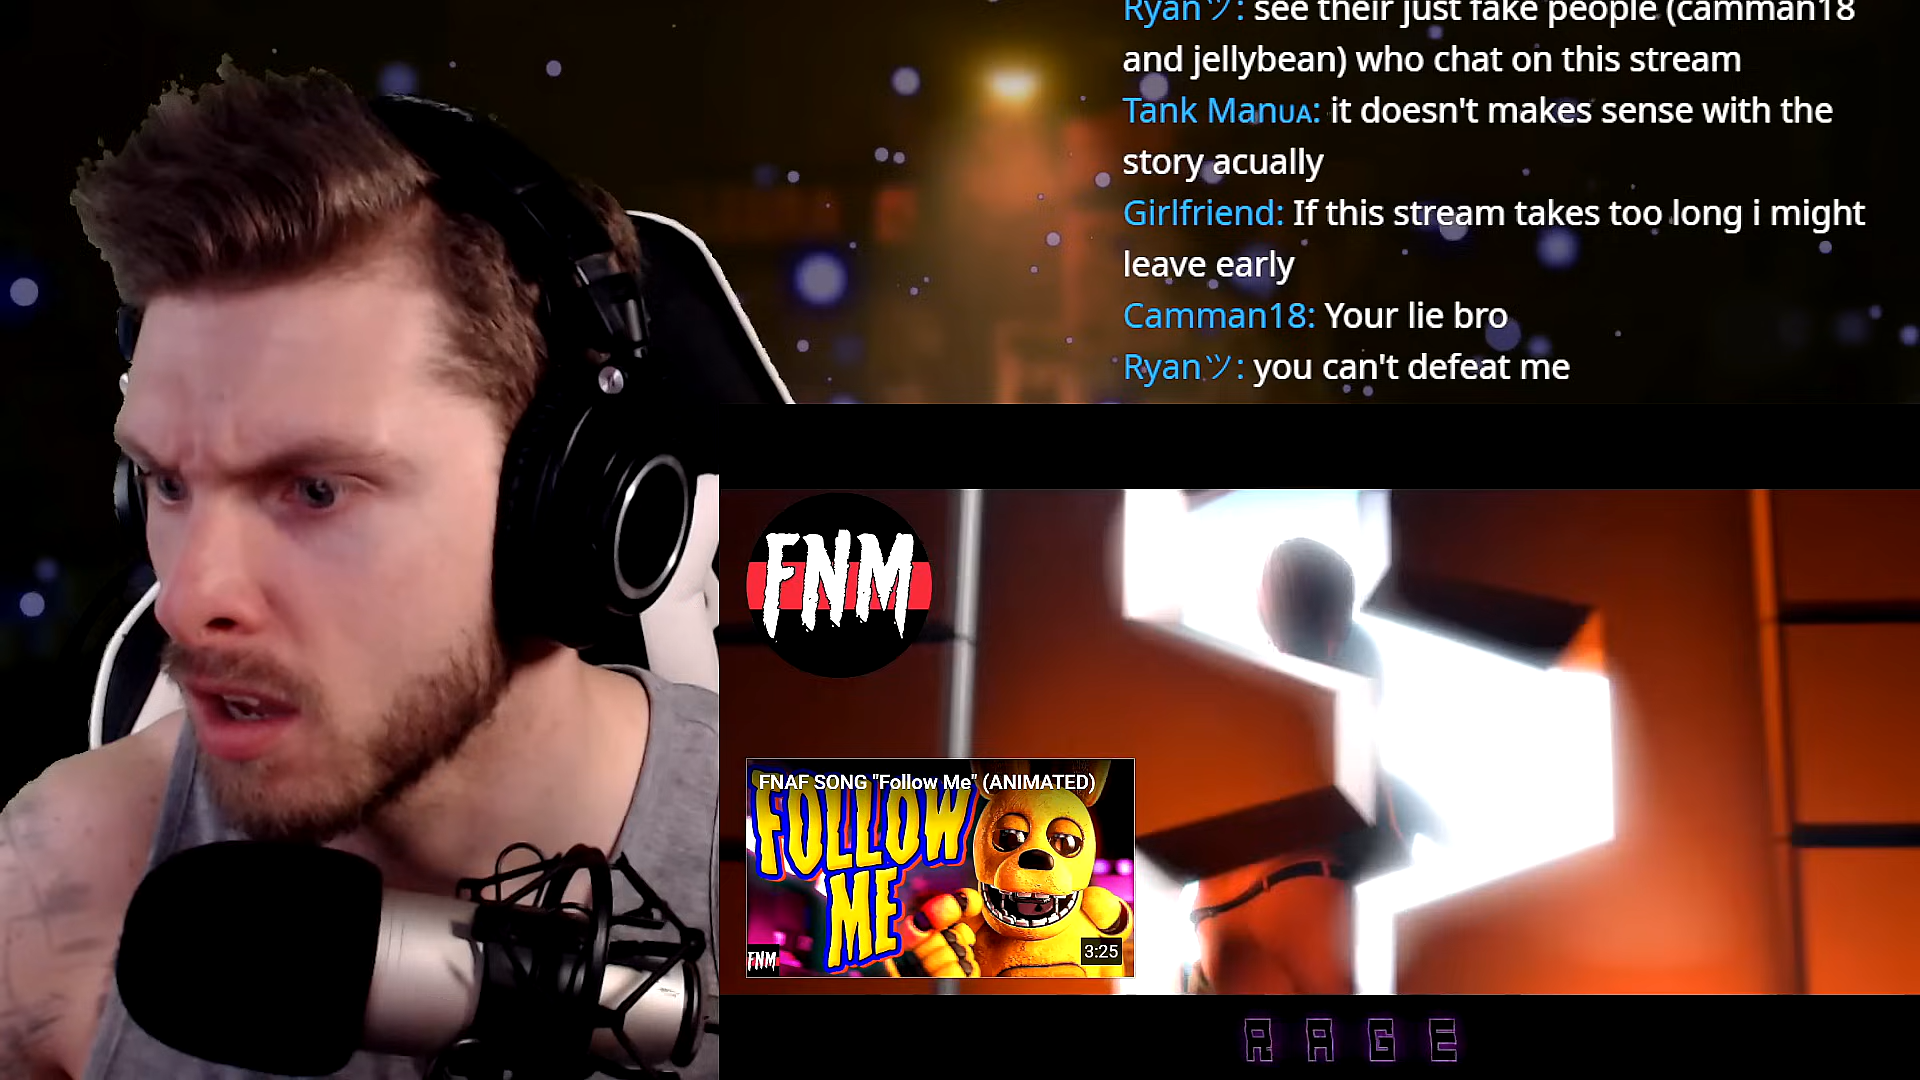 Ryanツ: see their just fake people (camman18
and jellybean) who chat on this stream
Tank Manᴜᴀ: it doesn't makes sense with the
story acually
Girlfriend: If this stream takes too long i might
leave early
Camman18: Your lie bro
Ryanツ: you can't defeat me
FNM
FNAF SONG "Follow Me" (ANIMATED)
FOLLOW
ME
FNM
3:25
RAGE